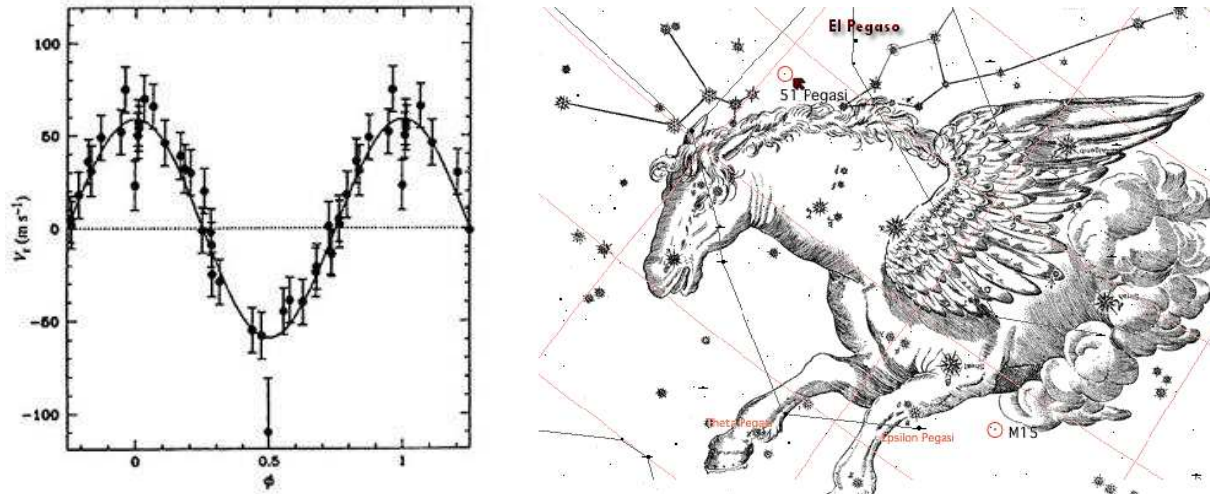 100
50
0
−50
−100
V_r (m s⁻¹)
0
0.5
1
φ
El Pegaso
51 Pegasi
Theta Pegasi
Epsilon Pegasi
M15